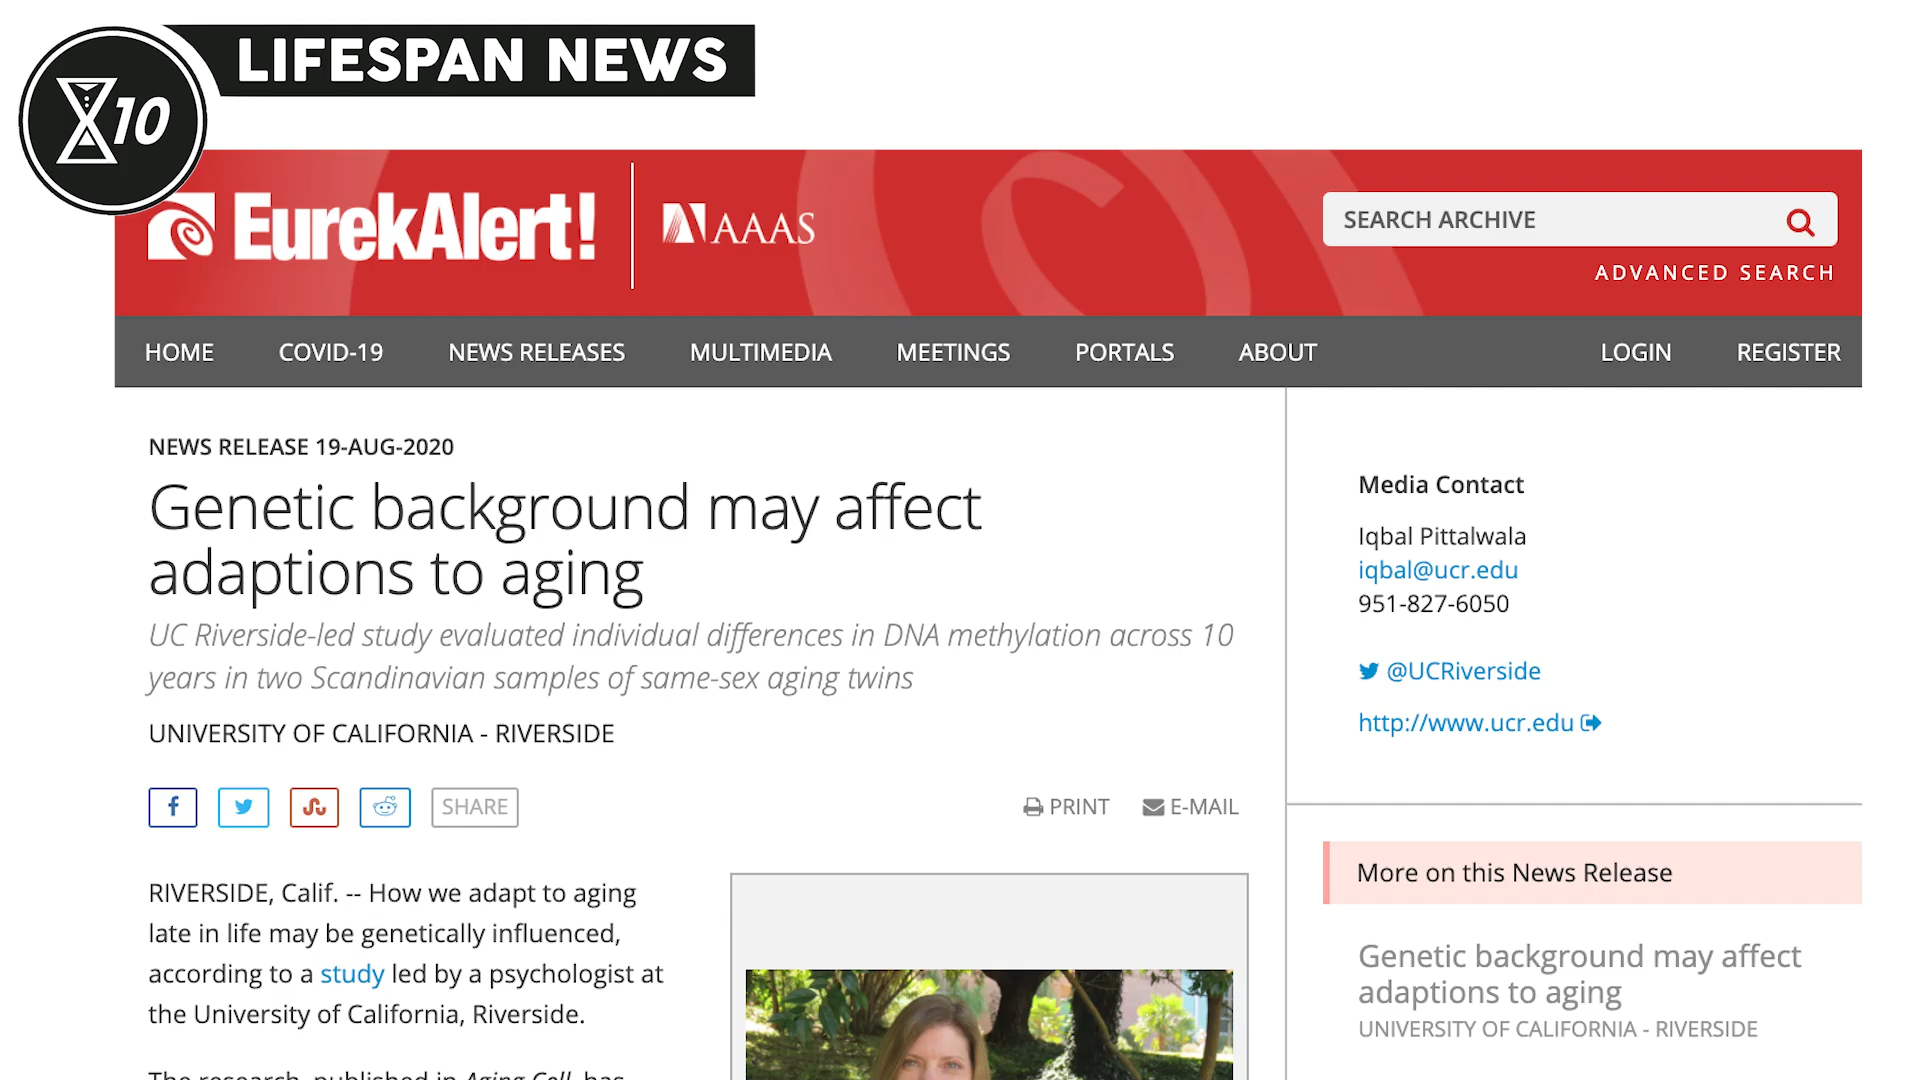 LIFESPAN NEWS
X10
EurekAlert!
AAAS
SEARCH ARCHIVE
ADVANCED SEARCH
HOME COVID-19 NEWS RELEASES MULTIMEDIA MEETINGS PORTALS ABOUT LOGIN REGISTER
NEWS RELEASE 19-AUG-2020
Genetic background may affect
adaptions to aging
UC Riverside-led study evaluated individual differences in DNA methylation across 10
years in two Scandinavian samples of same-sex aging twins
UNIVERSITY OF CALIFORNIA - RIVERSIDE
SHARE
PRINT E-MAIL
RIVERSIDE, Calif. -- How we adapt to aging
late in life may be genetically influenced,
according to a study led by a psychologist at
the University of California, Riverside.
The research, published in Aging Cell, has
Media Contact
Iqbal Pittalwala
iqbal@ucr.edu
951-827-6050
@UCRiverside
http://www.ucr.edu
More on this News Release
Genetic background may affect
adaptions to aging
UNIVERSITY OF CALIFORNIA - RIVERSIDE